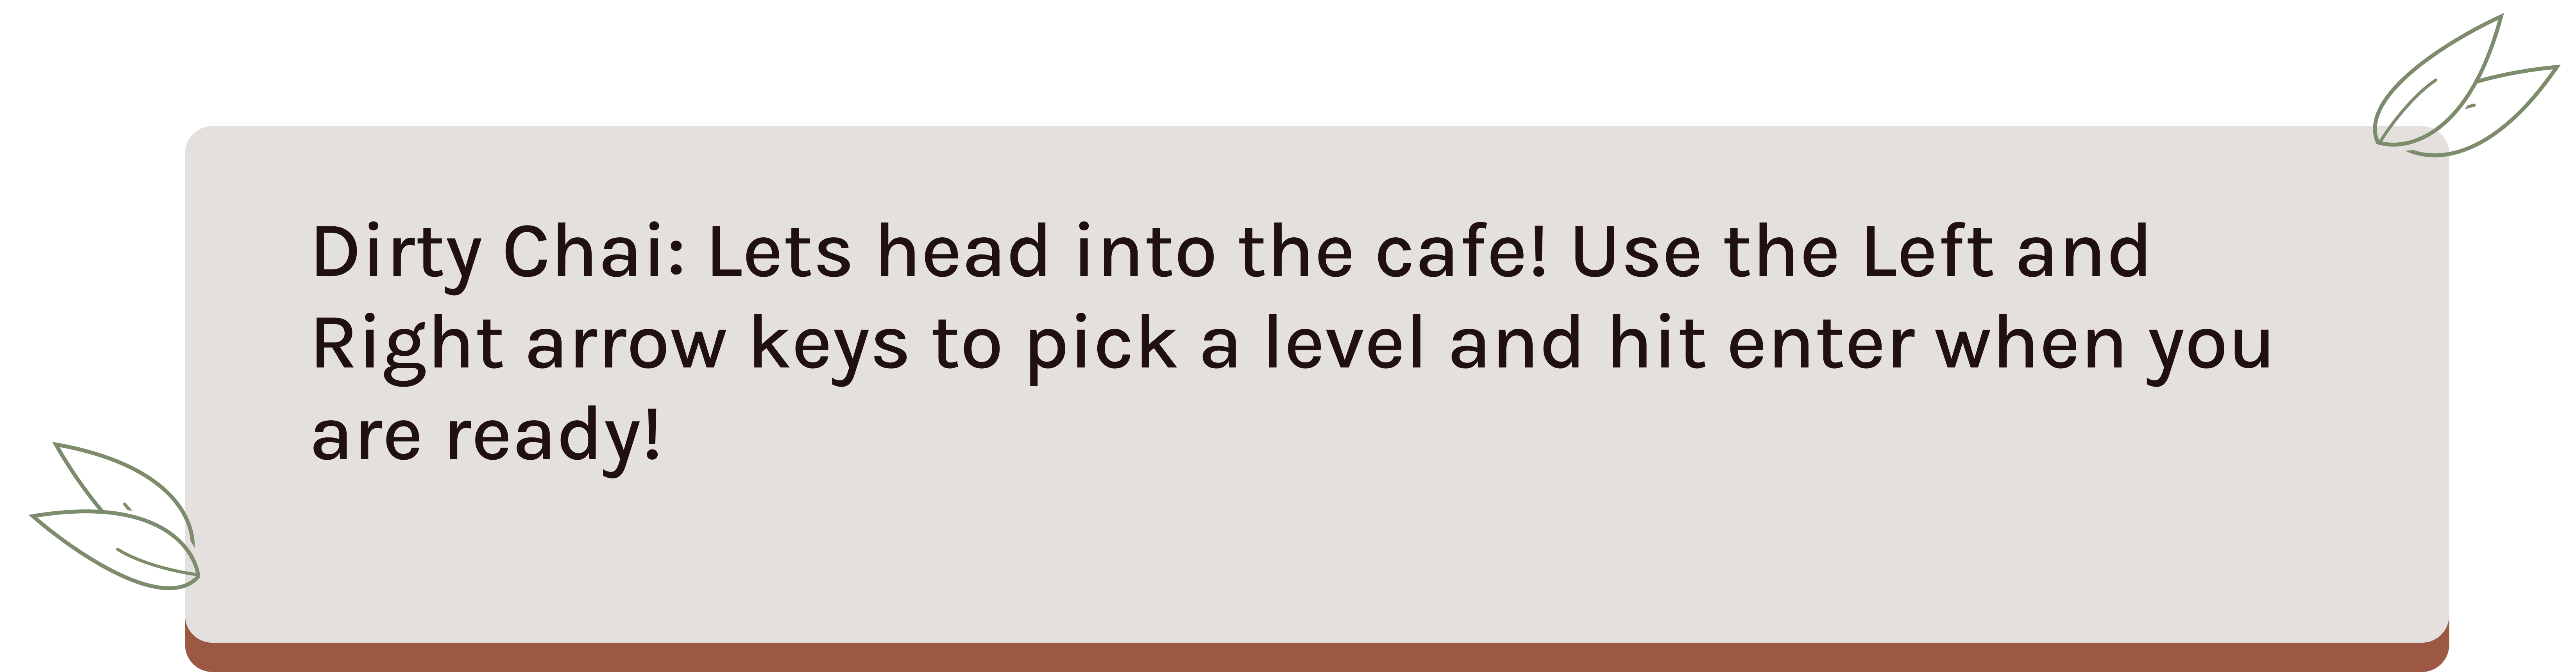 Dirty Chai: Lets head into the cafe! Use the Left and
Right arrow keys to pick a level and hit enter when you
are ready!